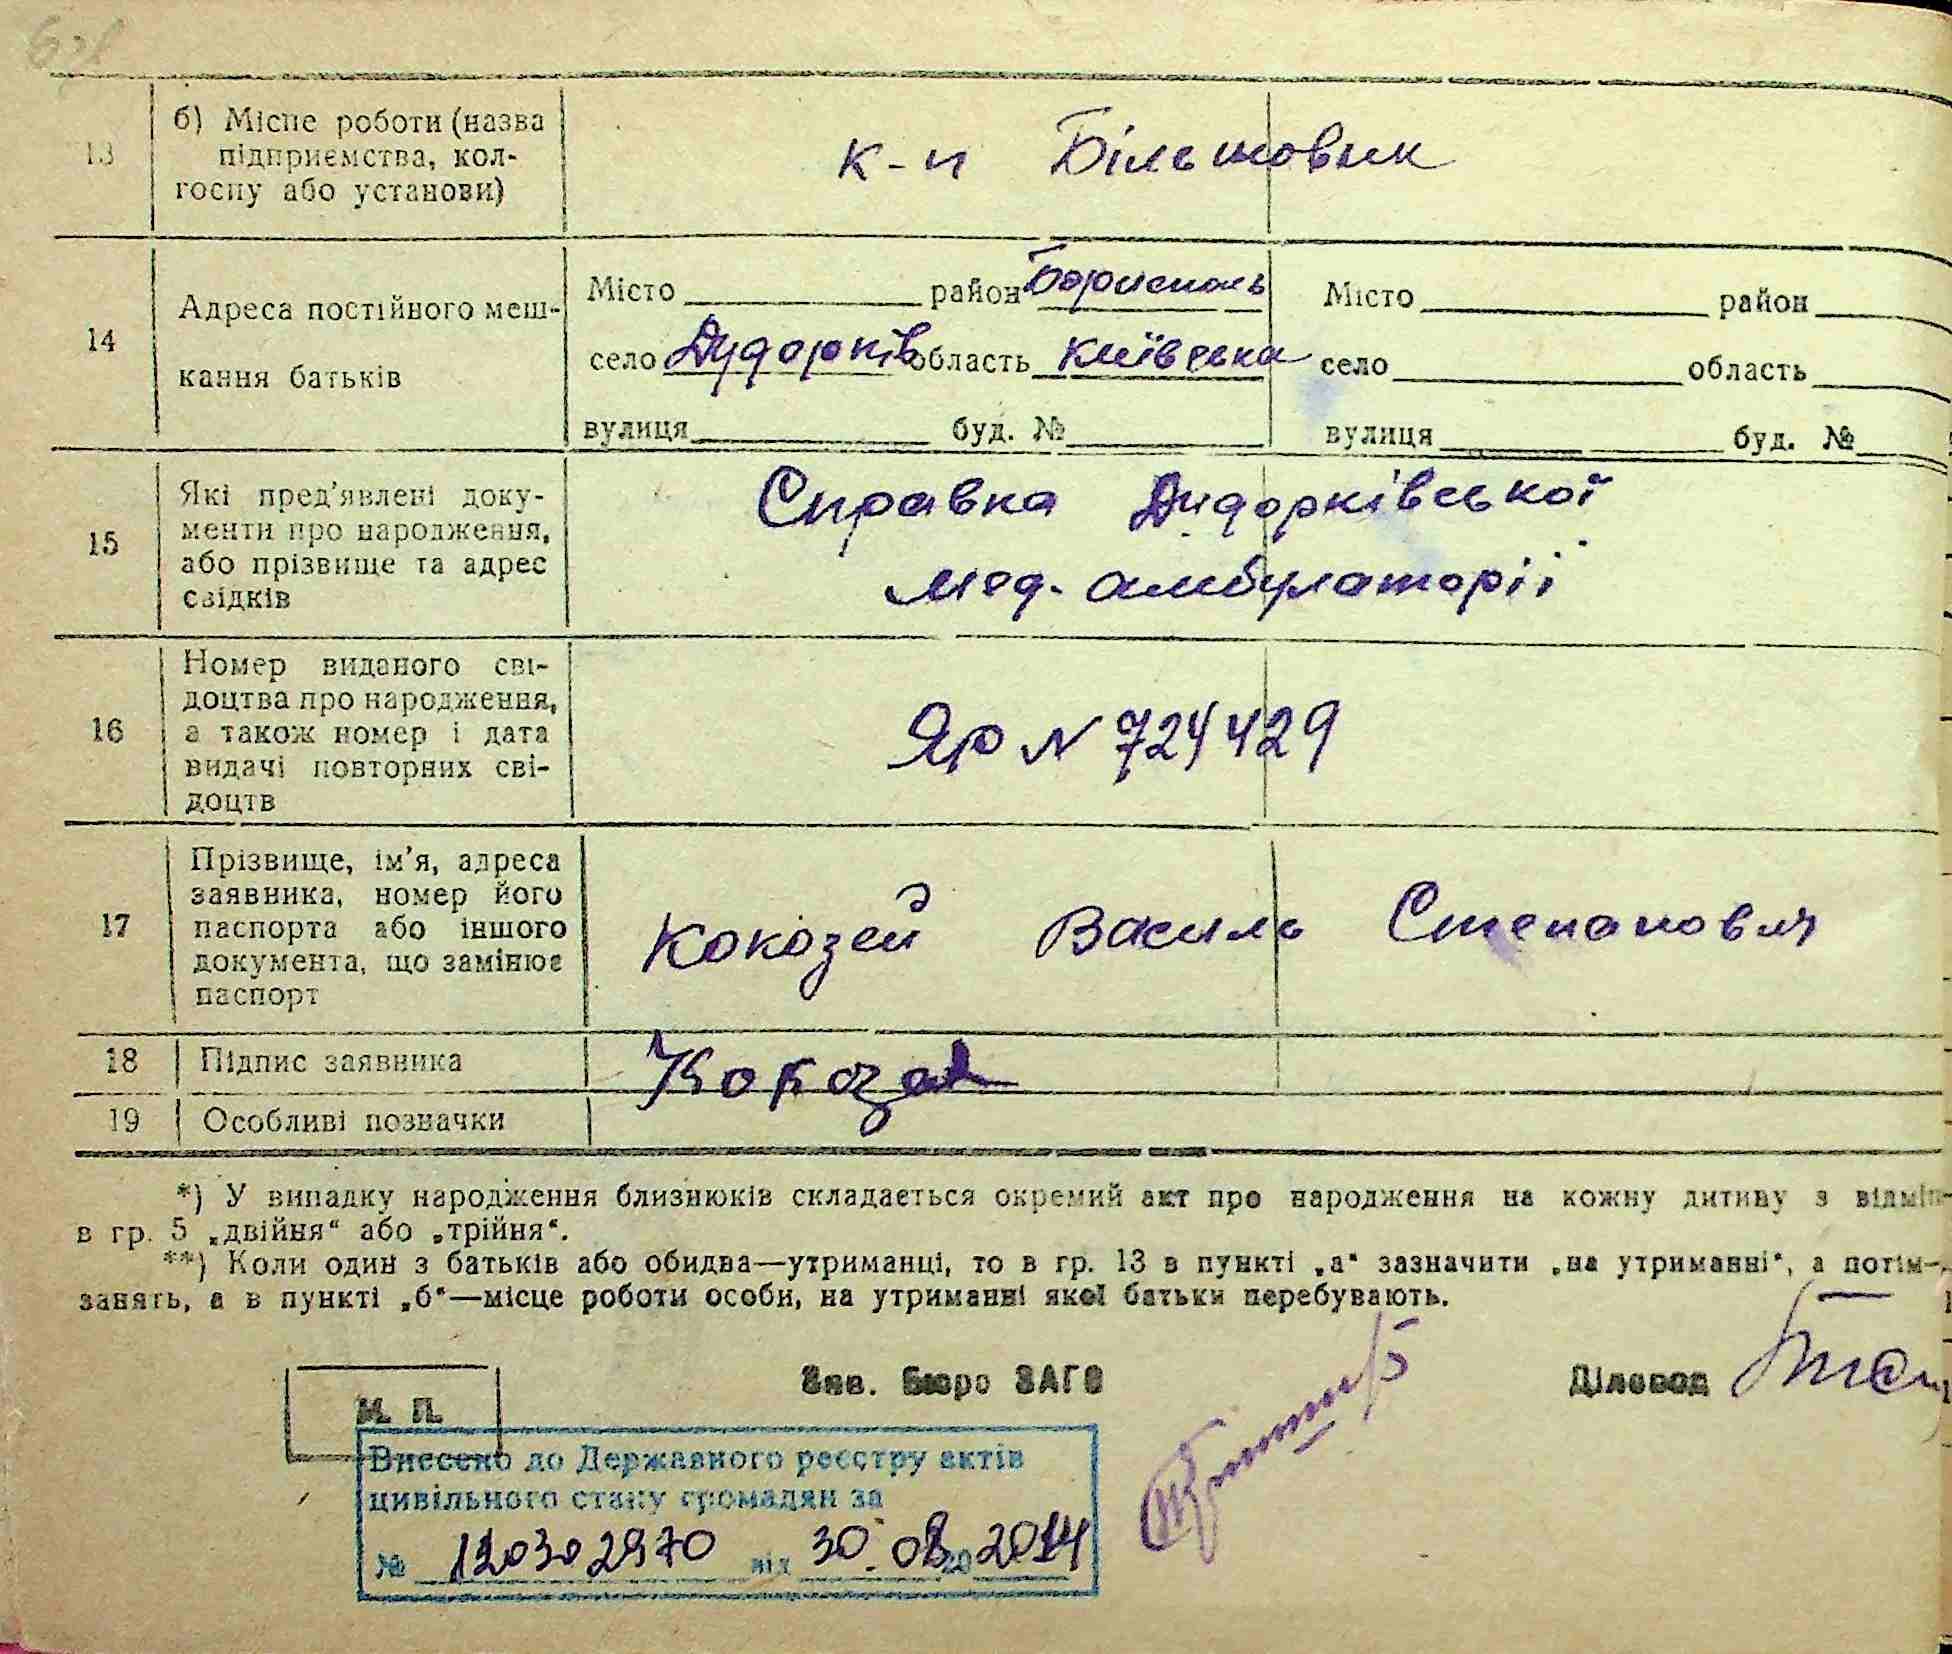 13 б) Місце роботи (назва
підприємства, кол-
госпу або установи)
к-п Більшовик
14 Адреса постійного меш-
кання батьків
Місто район Бориспіль Місто район
село Дударків область Київська село область
вулиця буд. № вулиця буд. №
15 Які пред'явлені доку-
менти про народження,
або прізвище та адрес
свідків
Справка Дударківської
мед. амбулаторії
16 Номер виданого сві-
доцтва про народження,
а також номер і дата
видачі повторних сві-
доцтв
Яр N 724429
17 Прізвище, ім'я, адреса
заявника, номер його
паспорта або іншого
документа, що замінює
паспорт
Кокозей Василь Степанович
18 Підпис заявника
19 Особливі позначки
*) У випадку народження близнюків складається окремий акт про народження на кожну дитину з відміт-
в гр. 5 „двійня“ або „трійня“.
**) Коли один з батьків або обидва—утриманці, то в гр. 13 в пункті „а“ зазначити „на утриманні“, а потім-
занять, а в пункті „б“—місце роботи особи, на утриманні якої батьки перебувають.
Зав. Бюро ЗАГС Діловод
М. П.
Внесено до Державного реєстру актів
цивільного стану громадян за
№ 12030 2970 від 30. 08 20 2014